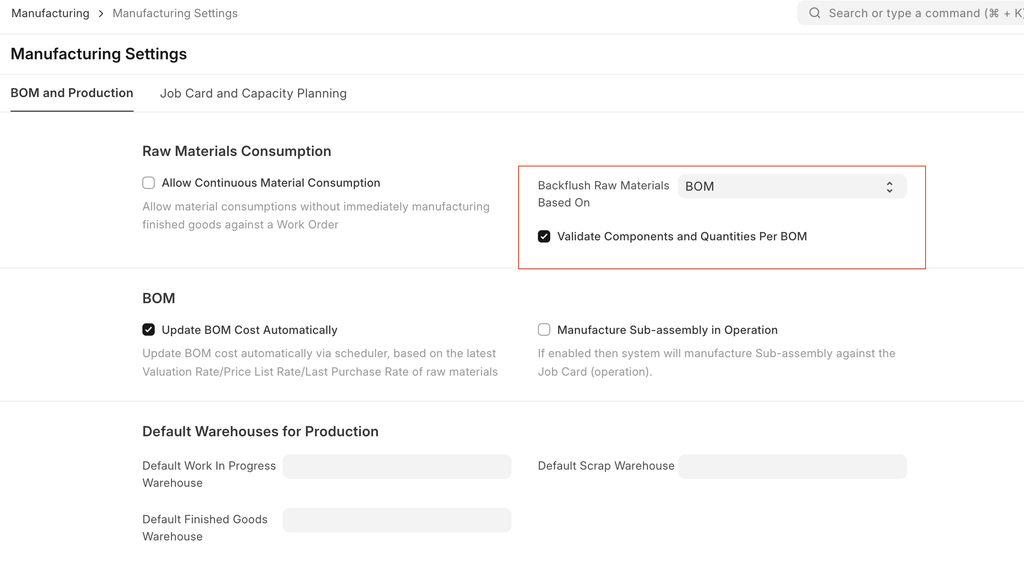 Manufacturing > Manufacturing Settings
Search or type a command (⌘ + K)
Manufacturing Settings
BOM and Production
Job Card and Capacity Planning
Raw Materials Consumption
Allow Continuous Material Consumption
Allow material consumptions without immediately manufacturing
finished goods against a Work Order
Backflush Raw Materials
Based On
BOM
Validate Components and Quantities Per BOM
BOM
Update BOM Cost Automatically
Update BOM cost automatically via scheduler, based on the latest
Valuation Rate/Price List Rate/Last Purchase Rate of raw materials
Manufacture Sub-assembly in Operation
If enabled then system will manufacture Sub-assembly against the
Job Card (operation).
Default Warehouses for Production
Default Work In Progress
Warehouse
Default Scrap Warehouse
Default Finished Goods
Warehouse